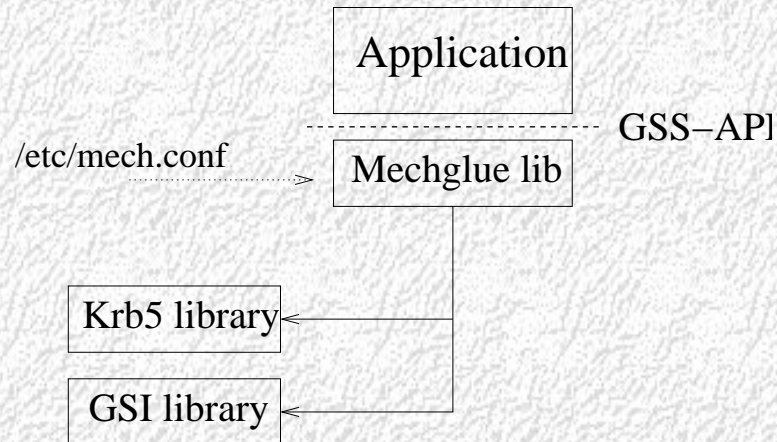 Application
GSS-API
/etc/mech.conf
Mechglue lib
Krb5 library
GSI library